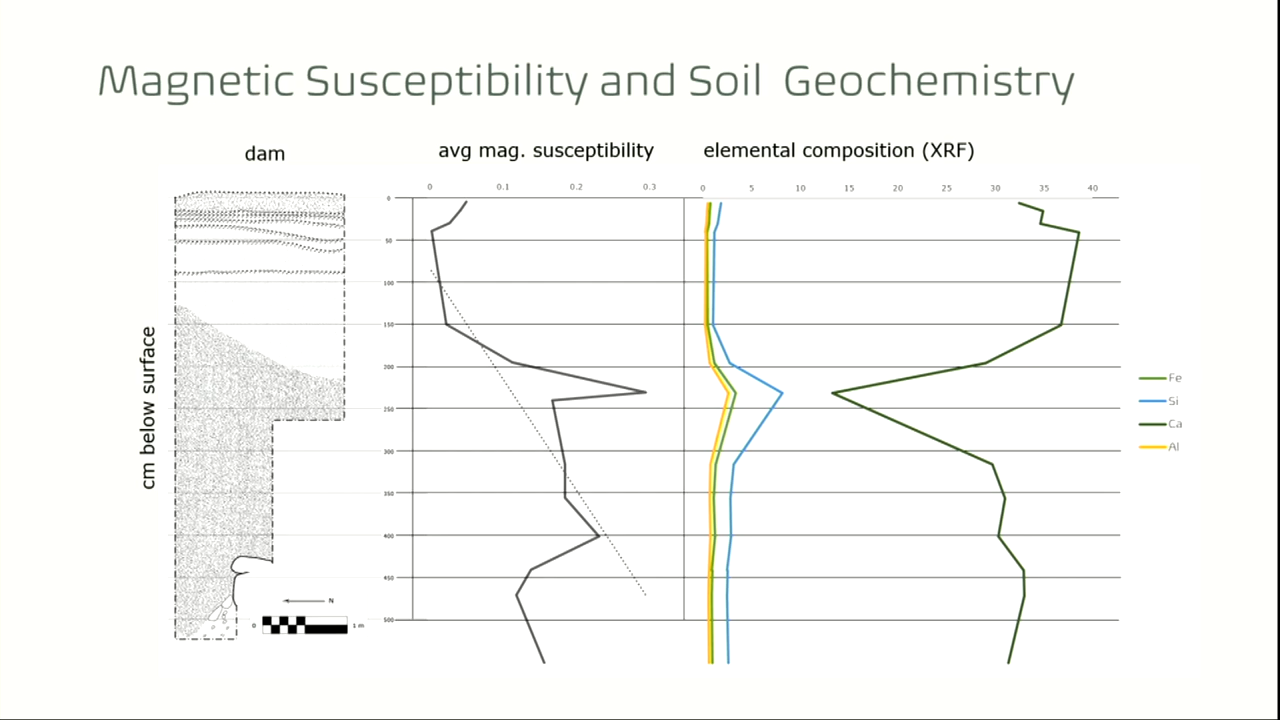 Magnetic Susceptibility and Soil Geochemistry
dam
avg mag. susceptibility
elemental composition (XRF)
0 0.1 0.2 0.3
0 5 10 15 20 25 30 35 40
0
50
100
150
200
250
300
350
400
450
500
cm below surface
N
0 1 m
Fe
Si
Ca
Al